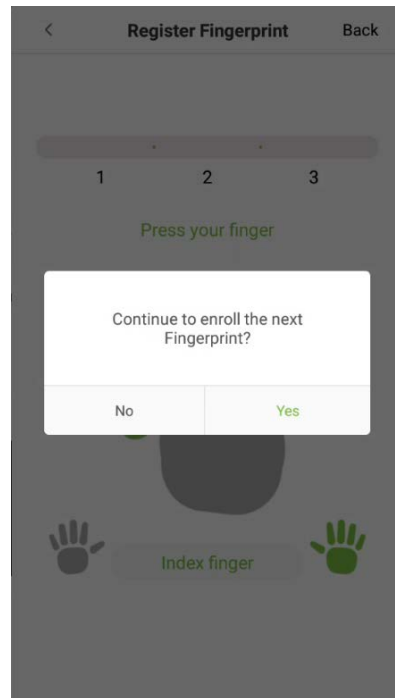 Register Fingerprint Back
1 2 3
Press your finger
Continue to enroll the next
Fingerprint?
No Yes
Index finger